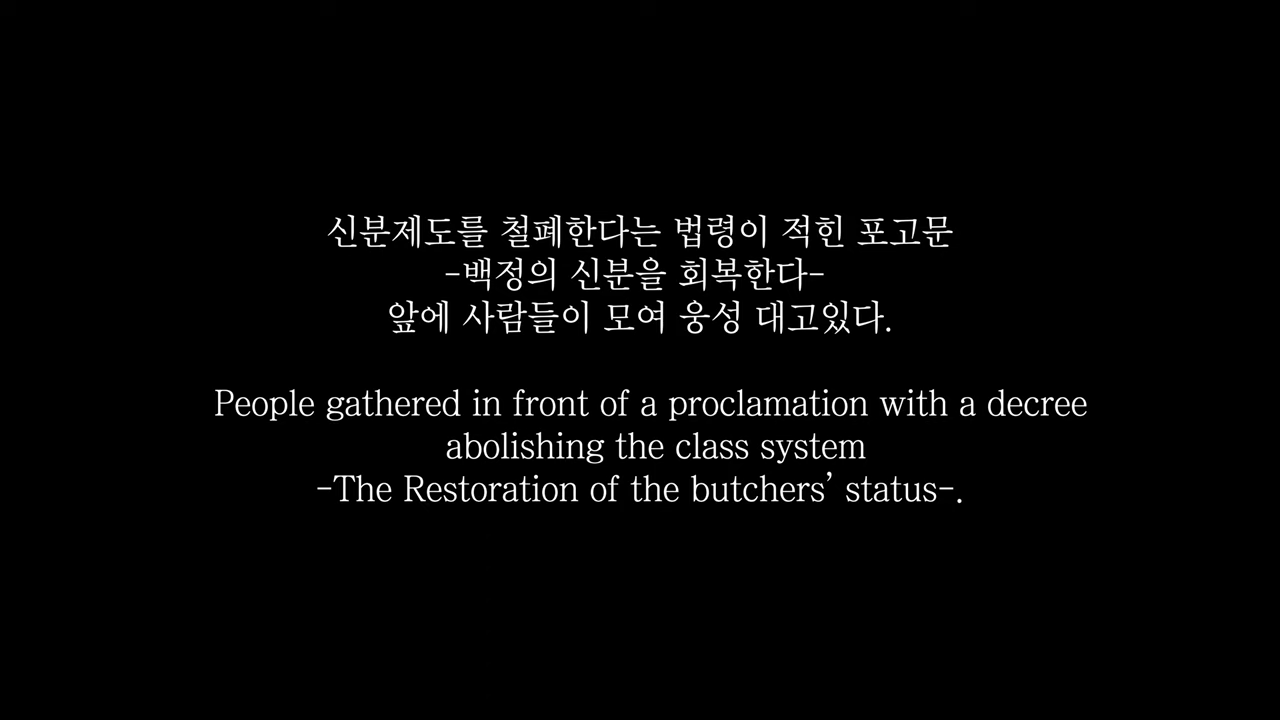 신분제도를 철폐한다는 법령이 적힌 포고문
-백정의 신분을 회복한다-
앞에 사람들이 모여 웅성 대고있다.
People gathered in front of a proclamation with a decree
abolishing the class system
-The Restoration of the butchers’ status-.